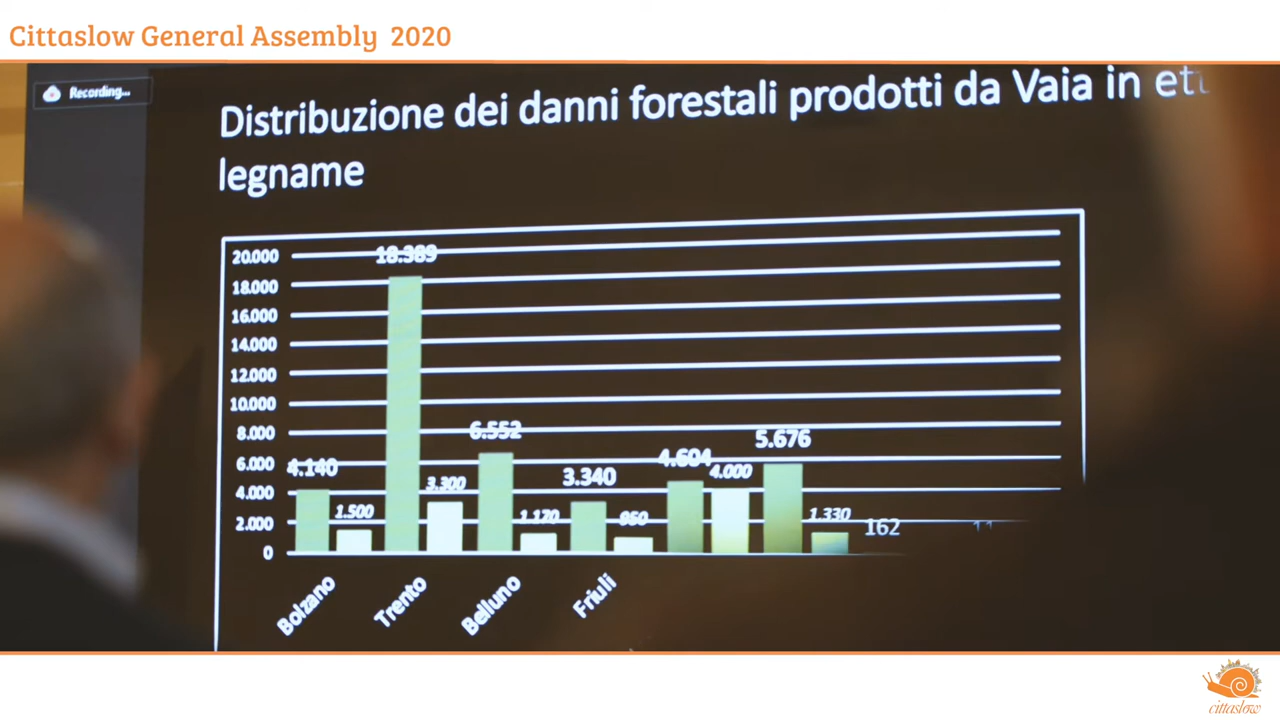 Cittaslow General Assembly 2020
Recording...
Distribuzione dei danni forestali prodotti da Vaia in
legname
20.000
18.389
18.000
16.000
14.000
12.000
10.000
8.000
6.552
5.676
6.000
4.140
4.604
3.340
4.000
3.300
4.000
1.500
1.170
950
1.330
2.000
162
0
Bolzano
Trento
Belluno
Friuli
cittaslow